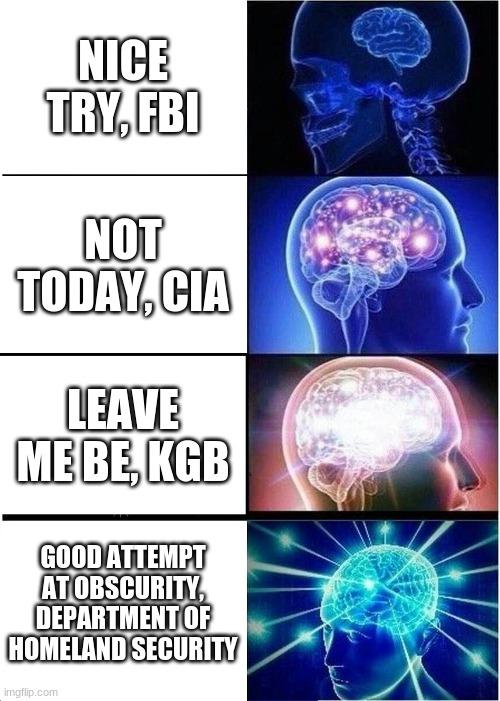 NICE
TRY, FBI
NOT
TODAY, CIA
LEAVE
ME BE, KGB
GOOD ATTEMPT
AT OBSCURITY,
DEPARTMENT OF
HOMELAND SECURITY
imgflip.com